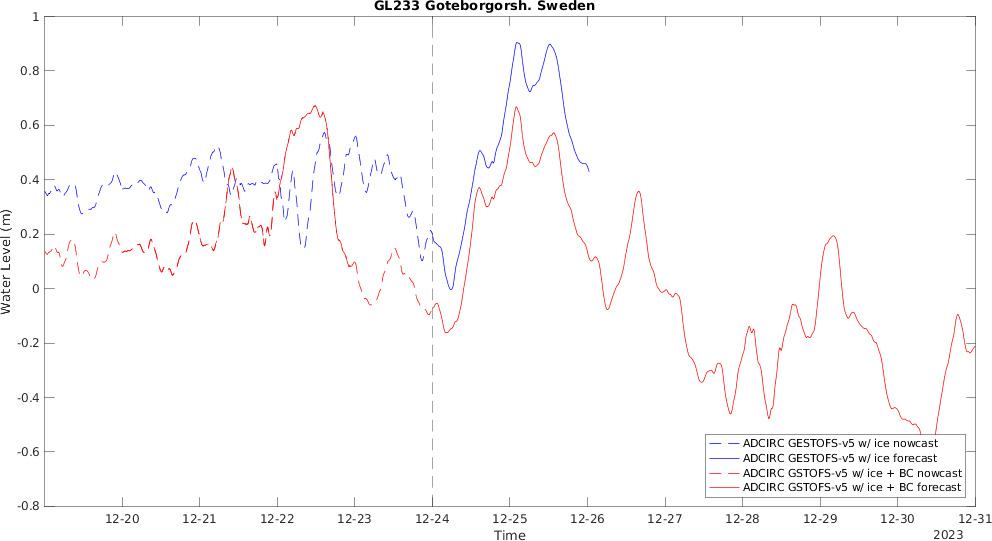 GL233 Goteborgorsh. Sweden
Water Level (m)
1
0.8
0.6
0.4
0.2
0
-0.2
-0.4
-0.6
-0.8
ADCIRC GESTOFS-v5 w/ ice nowcast
ADCIRC GESTOFS-v5 w/ ice forecast
ADCIRC GSTOFS-v5 w/ ice + BC nowcast
ADCIRC GSTOFS-v5 w/ ice + BC forecast
12-20 12-21 12-22 12-23 12-24 12-25 12-26 12-27 12-28 12-29 12-30 12-31
Time
2023